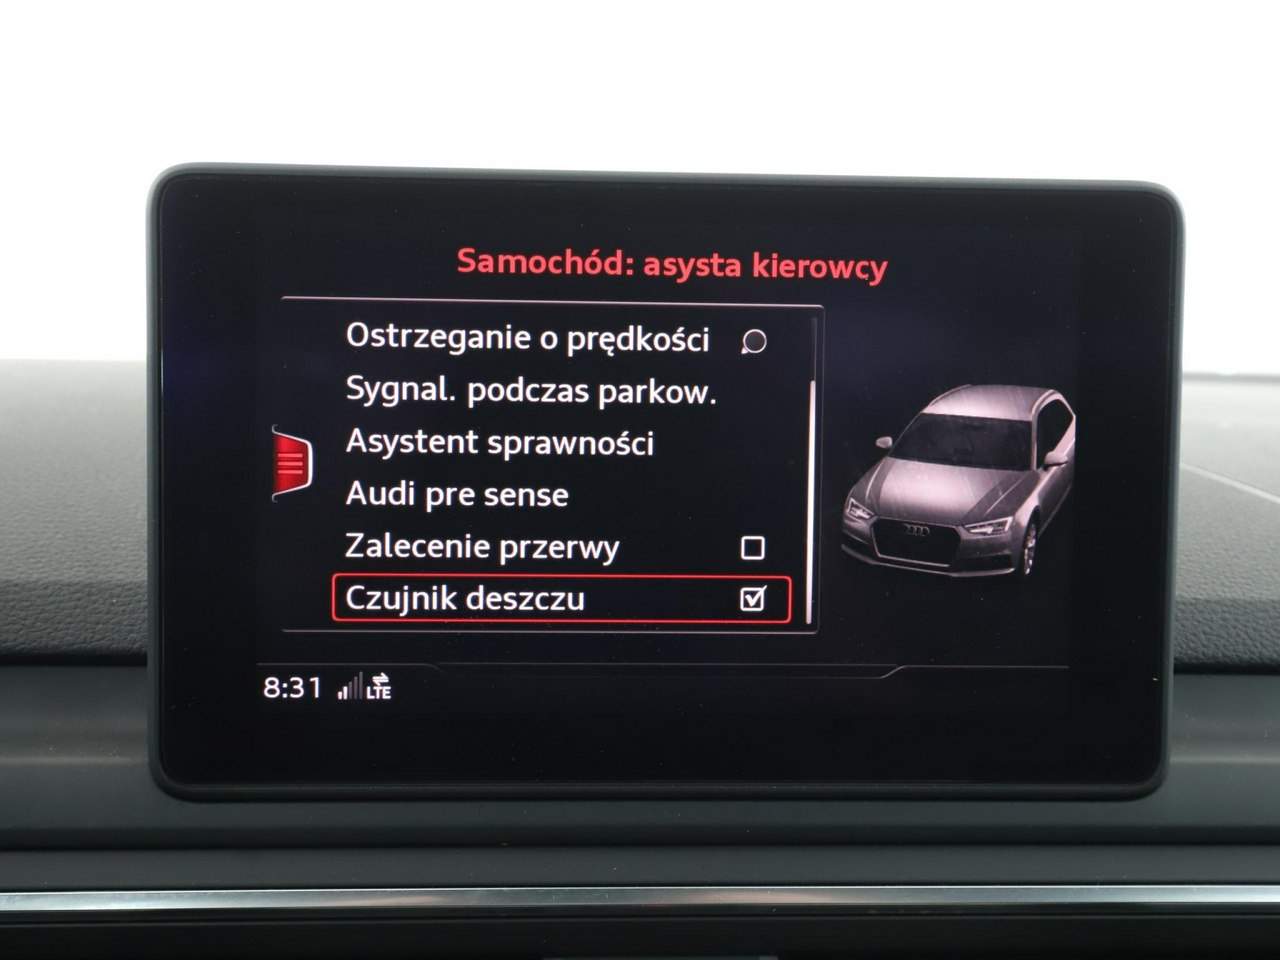 Samochód: asysta kierowcy
Ostrzeganie o prędkości
Sygnal. podczas parkow.
Asystent sprawności
Audi pre sense
Zalecenie przerwy
Czujnik deszczu
8:31 LTE